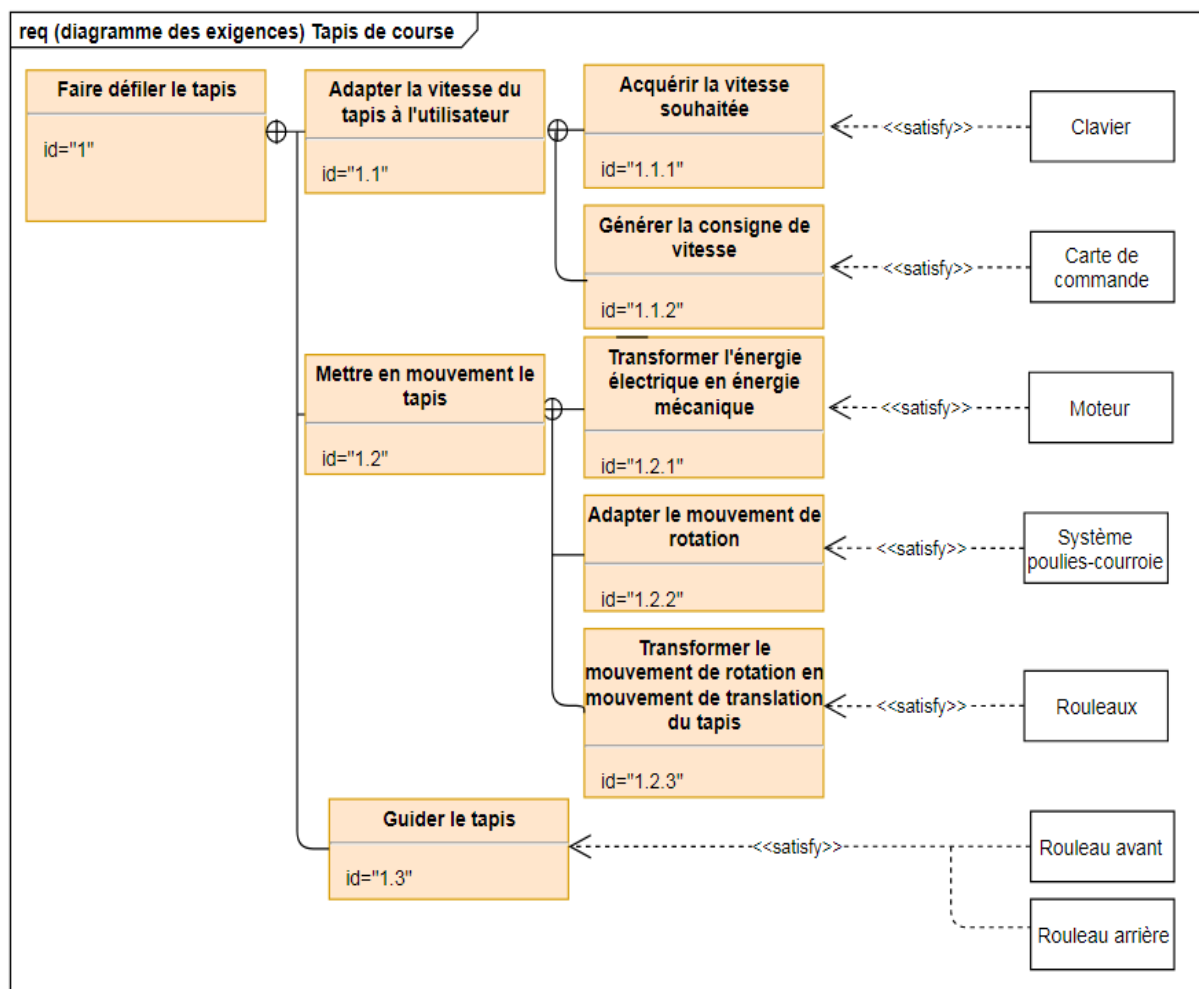 req (diagramme des exigences) Tapis de course
Faire défiler le tapis
id="1"
Adapter la vitesse du
tapis à l'utilisateur
id="1.1"
Acquérir la vitesse
souhaitée
id="1.1.1"
<<satisfy>>
Clavier
Générer la consigne de
vitesse
id="1.1.2"
<<satisfy>>
Carte de
commande
Mettre en mouvement le
tapis
id="1.2"
Transformer l'énergie
électrique en énergie
mécanique
id="1.2.1"
<<satisfy>>
Moteur
Adapter le mouvement de
rotation
id="1.2.2"
<<satisfy>>
Système
poulies-courroie
Transformer le
mouvement de rotation en
mouvement de translation
du tapis
id="1.2.3"
<<satisfy>>
Rouleaux
Guider le tapis
id="1.3"
<<satisfy>>
Rouleau avant
Rouleau arrière